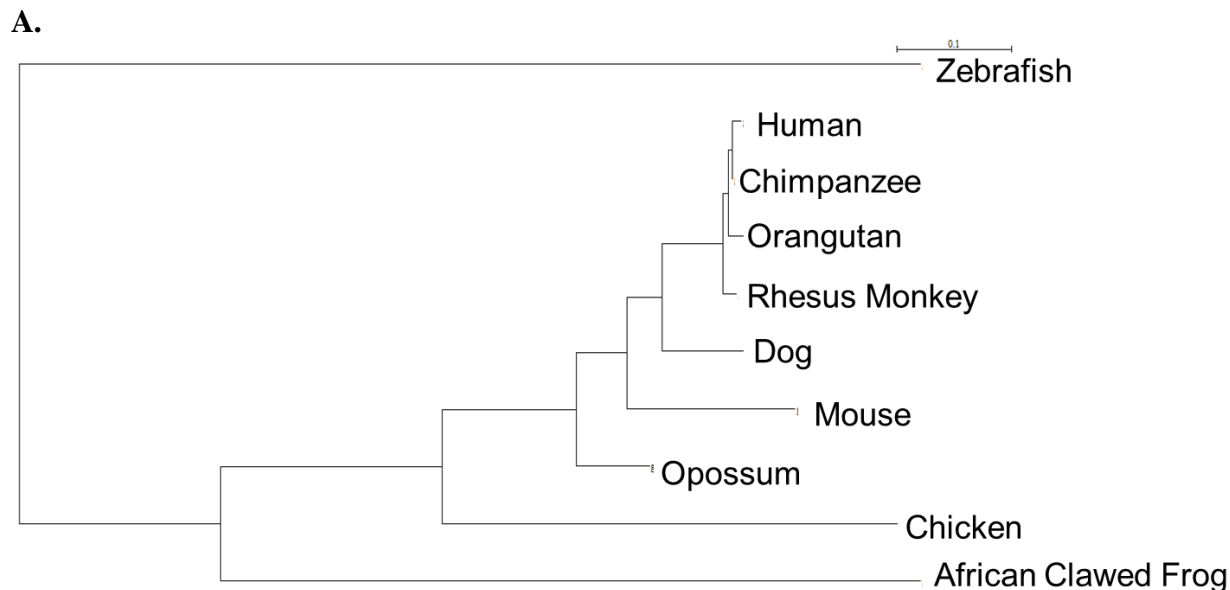 A.
0.1
Zebrafish
Human
Chimpanzee
Orangutan
Rhesus Monkey
Dog
Mouse
Opossum
Chicken
African Clawed Frog